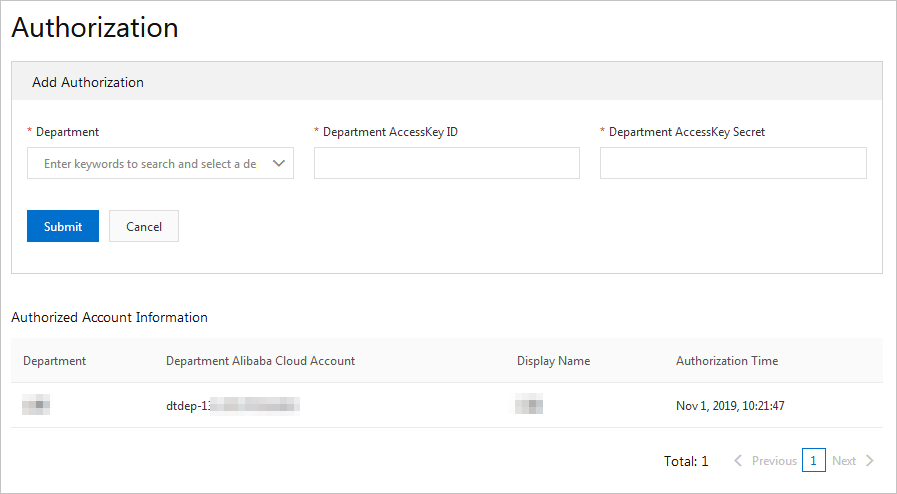 Authorization
Add Authorization
* Department * Department AccessKey ID * Department AccessKey Secret
Enter keywords to search and select a de
Submit Cancel
Authorized Account Information
Department Department Alibaba Cloud Account Display Name Authorization Time
dtdep-13 Nov 1, 2019, 10:21:47
Total: 1 Previous 1 Next